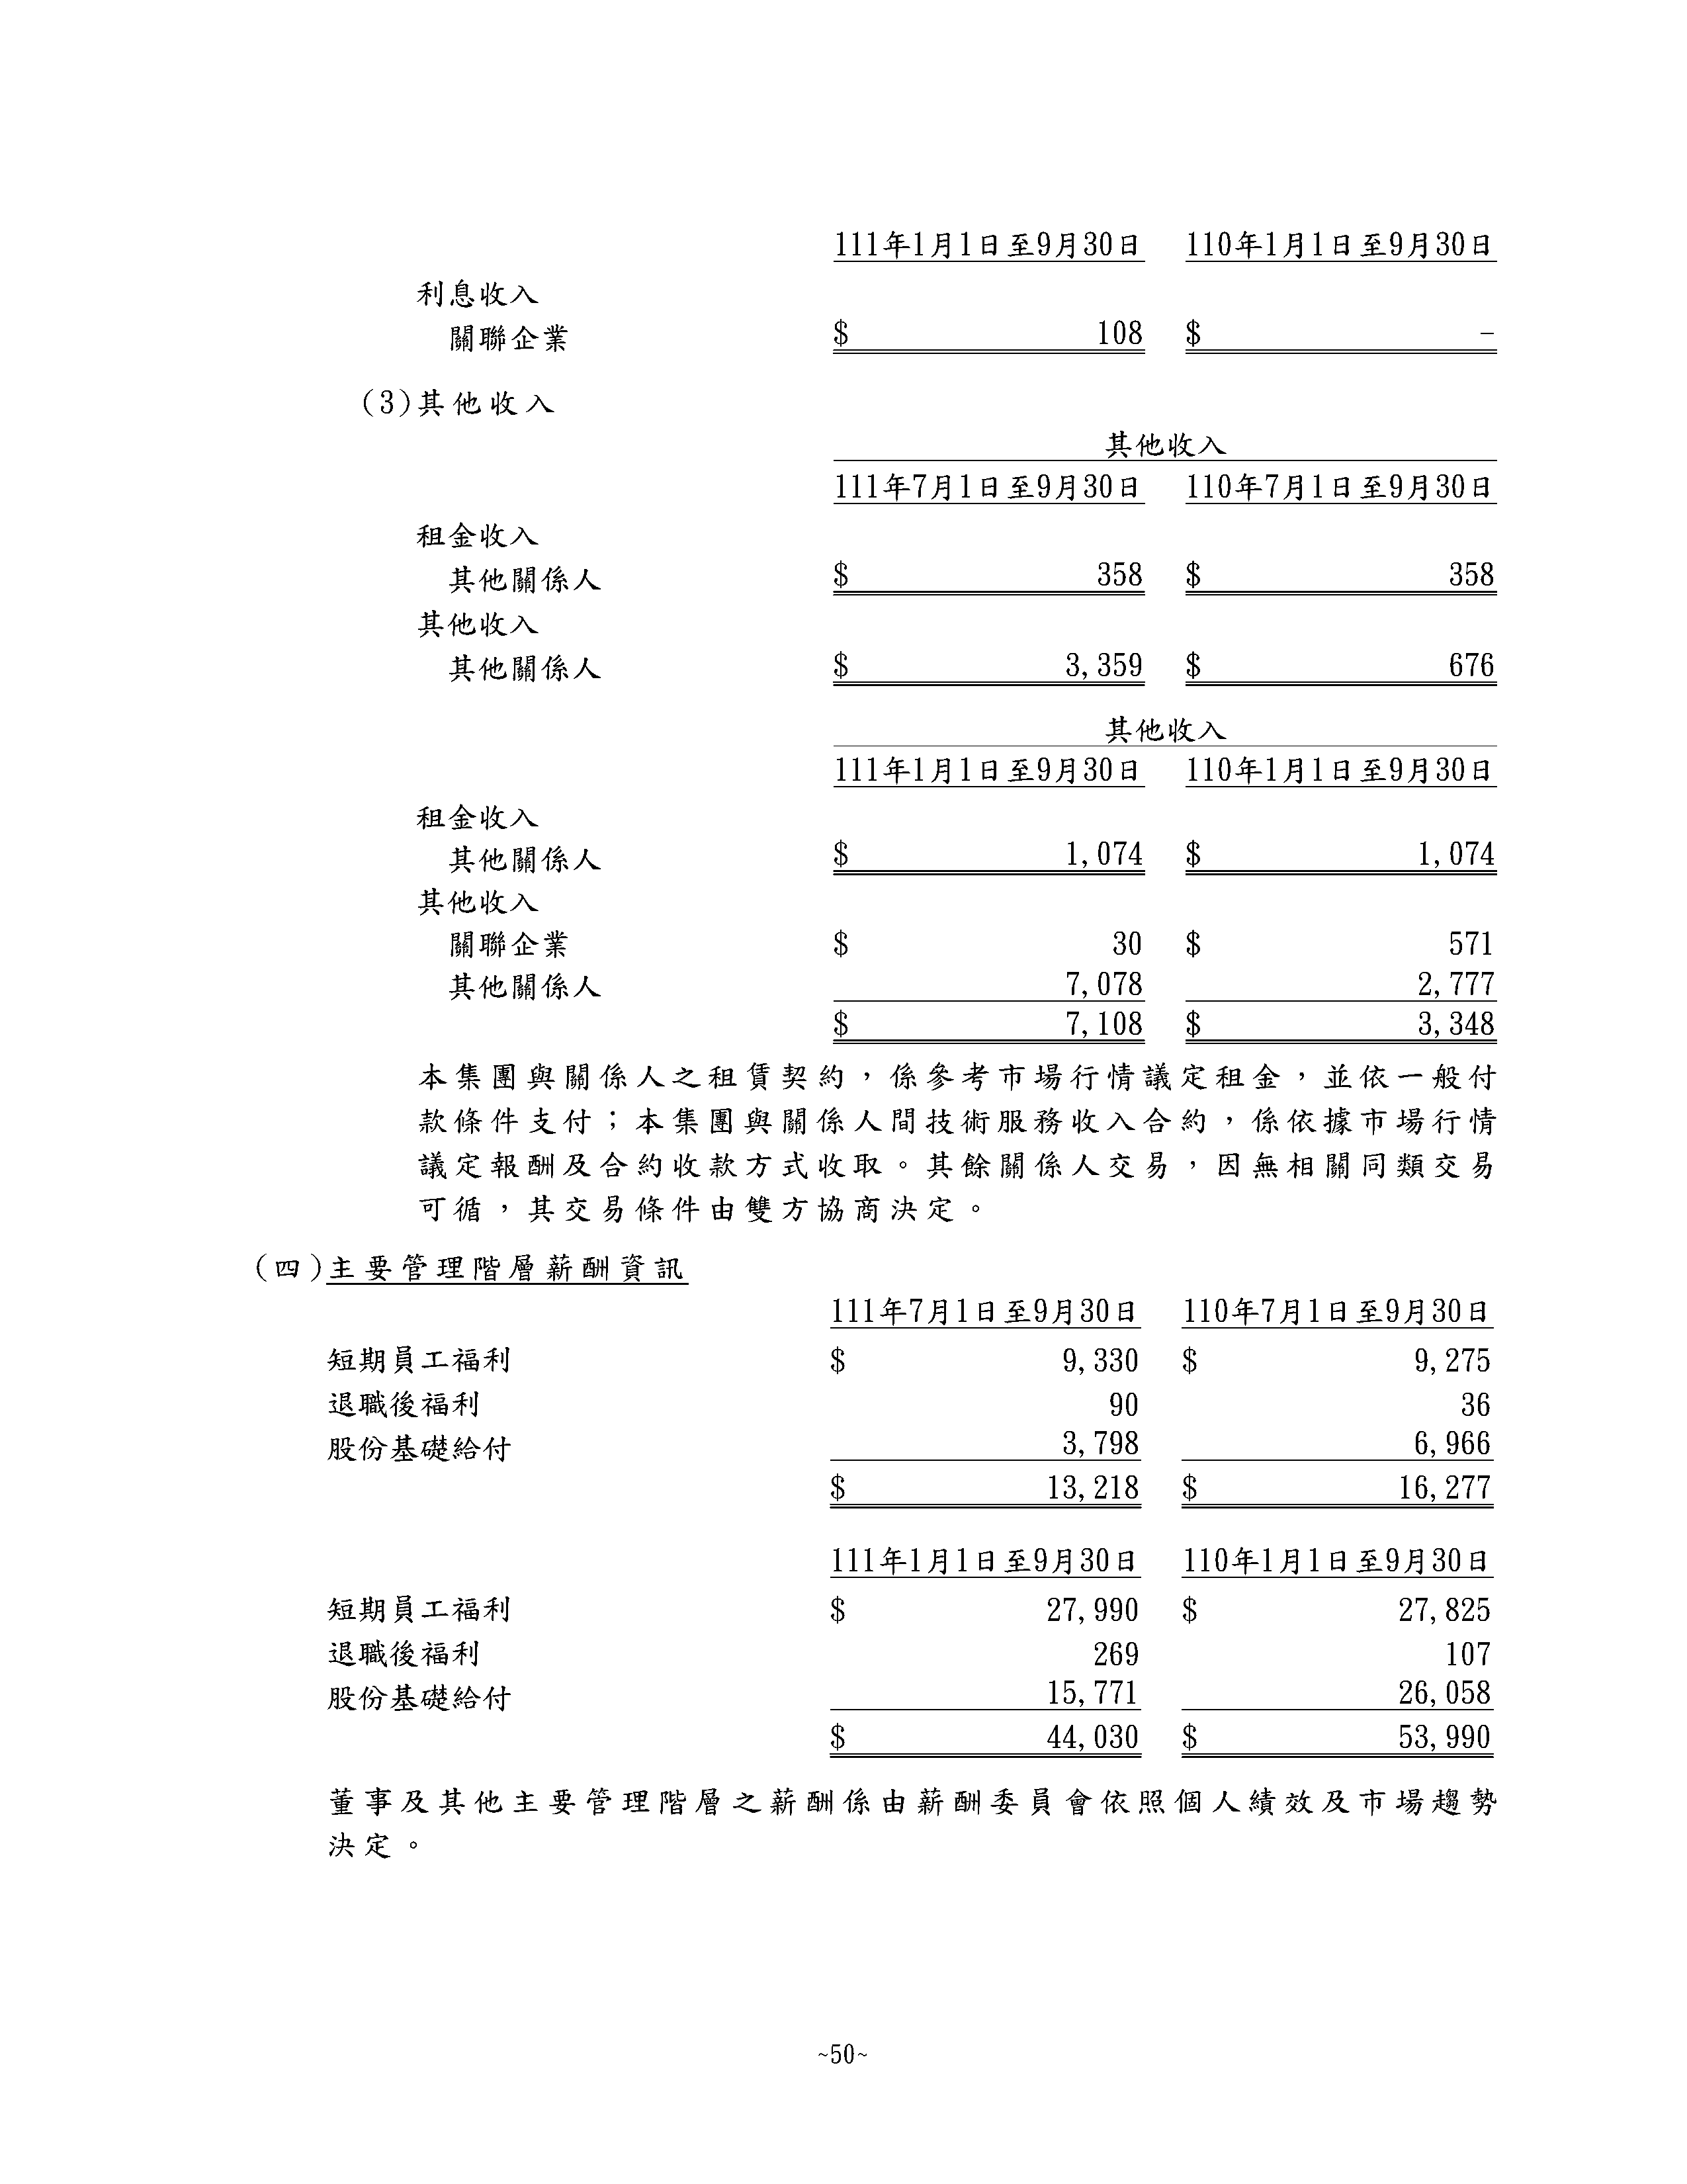 111年1月1日至9月30日 110年1月1日至9月30日
利息收入
關聯企業 $ 108 $ -
(3)其他收入
其他收入
111年7月1日至9月30日 110年7月1日至9月30日
租金收入
其他關係人 $ 358 $ 358
其他收入
其他關係人 $ 3,359 $ 676
其他收入
111年1月1日至9月30日 110年1月1日至9月30日
租金收入
其他關係人 $ 1,074 $ 1,074
其他收入
關聯企業 $ 30 $ 571
其他關係人 7,078 2,777
$ 7,108 $ 3,348
本集團與關係人之租賃契約，係參考市場行情議定租金，並依一般付
款條件支付；本集團與關係人間技術服務收入合約，係依據市場行情
議定報酬及合約收款方式收取。其餘關係人交易，因無相關同類交易
可循，其交易條件由雙方協商決定。
(四)主要管理階層薪酬資訊
111年7月1日至9月30日 110年7月1日至9月30日
短期員工福利 $ 9,330 $ 9,275
退職後福利 90 36
股份基礎給付 3,798 6,966
$ 13,218 $ 16,277
111年1月1日至9月30日 110年1月1日至9月30日
短期員工福利 $ 27,990 $ 27,825
退職後福利 269 107
股份基礎給付 15,771 26,058
$ 44,030 $ 53,990
董事及其他主要管理階層之薪酬係由薪酬委員會依照個人績效及市場趨勢
決定。
~50~